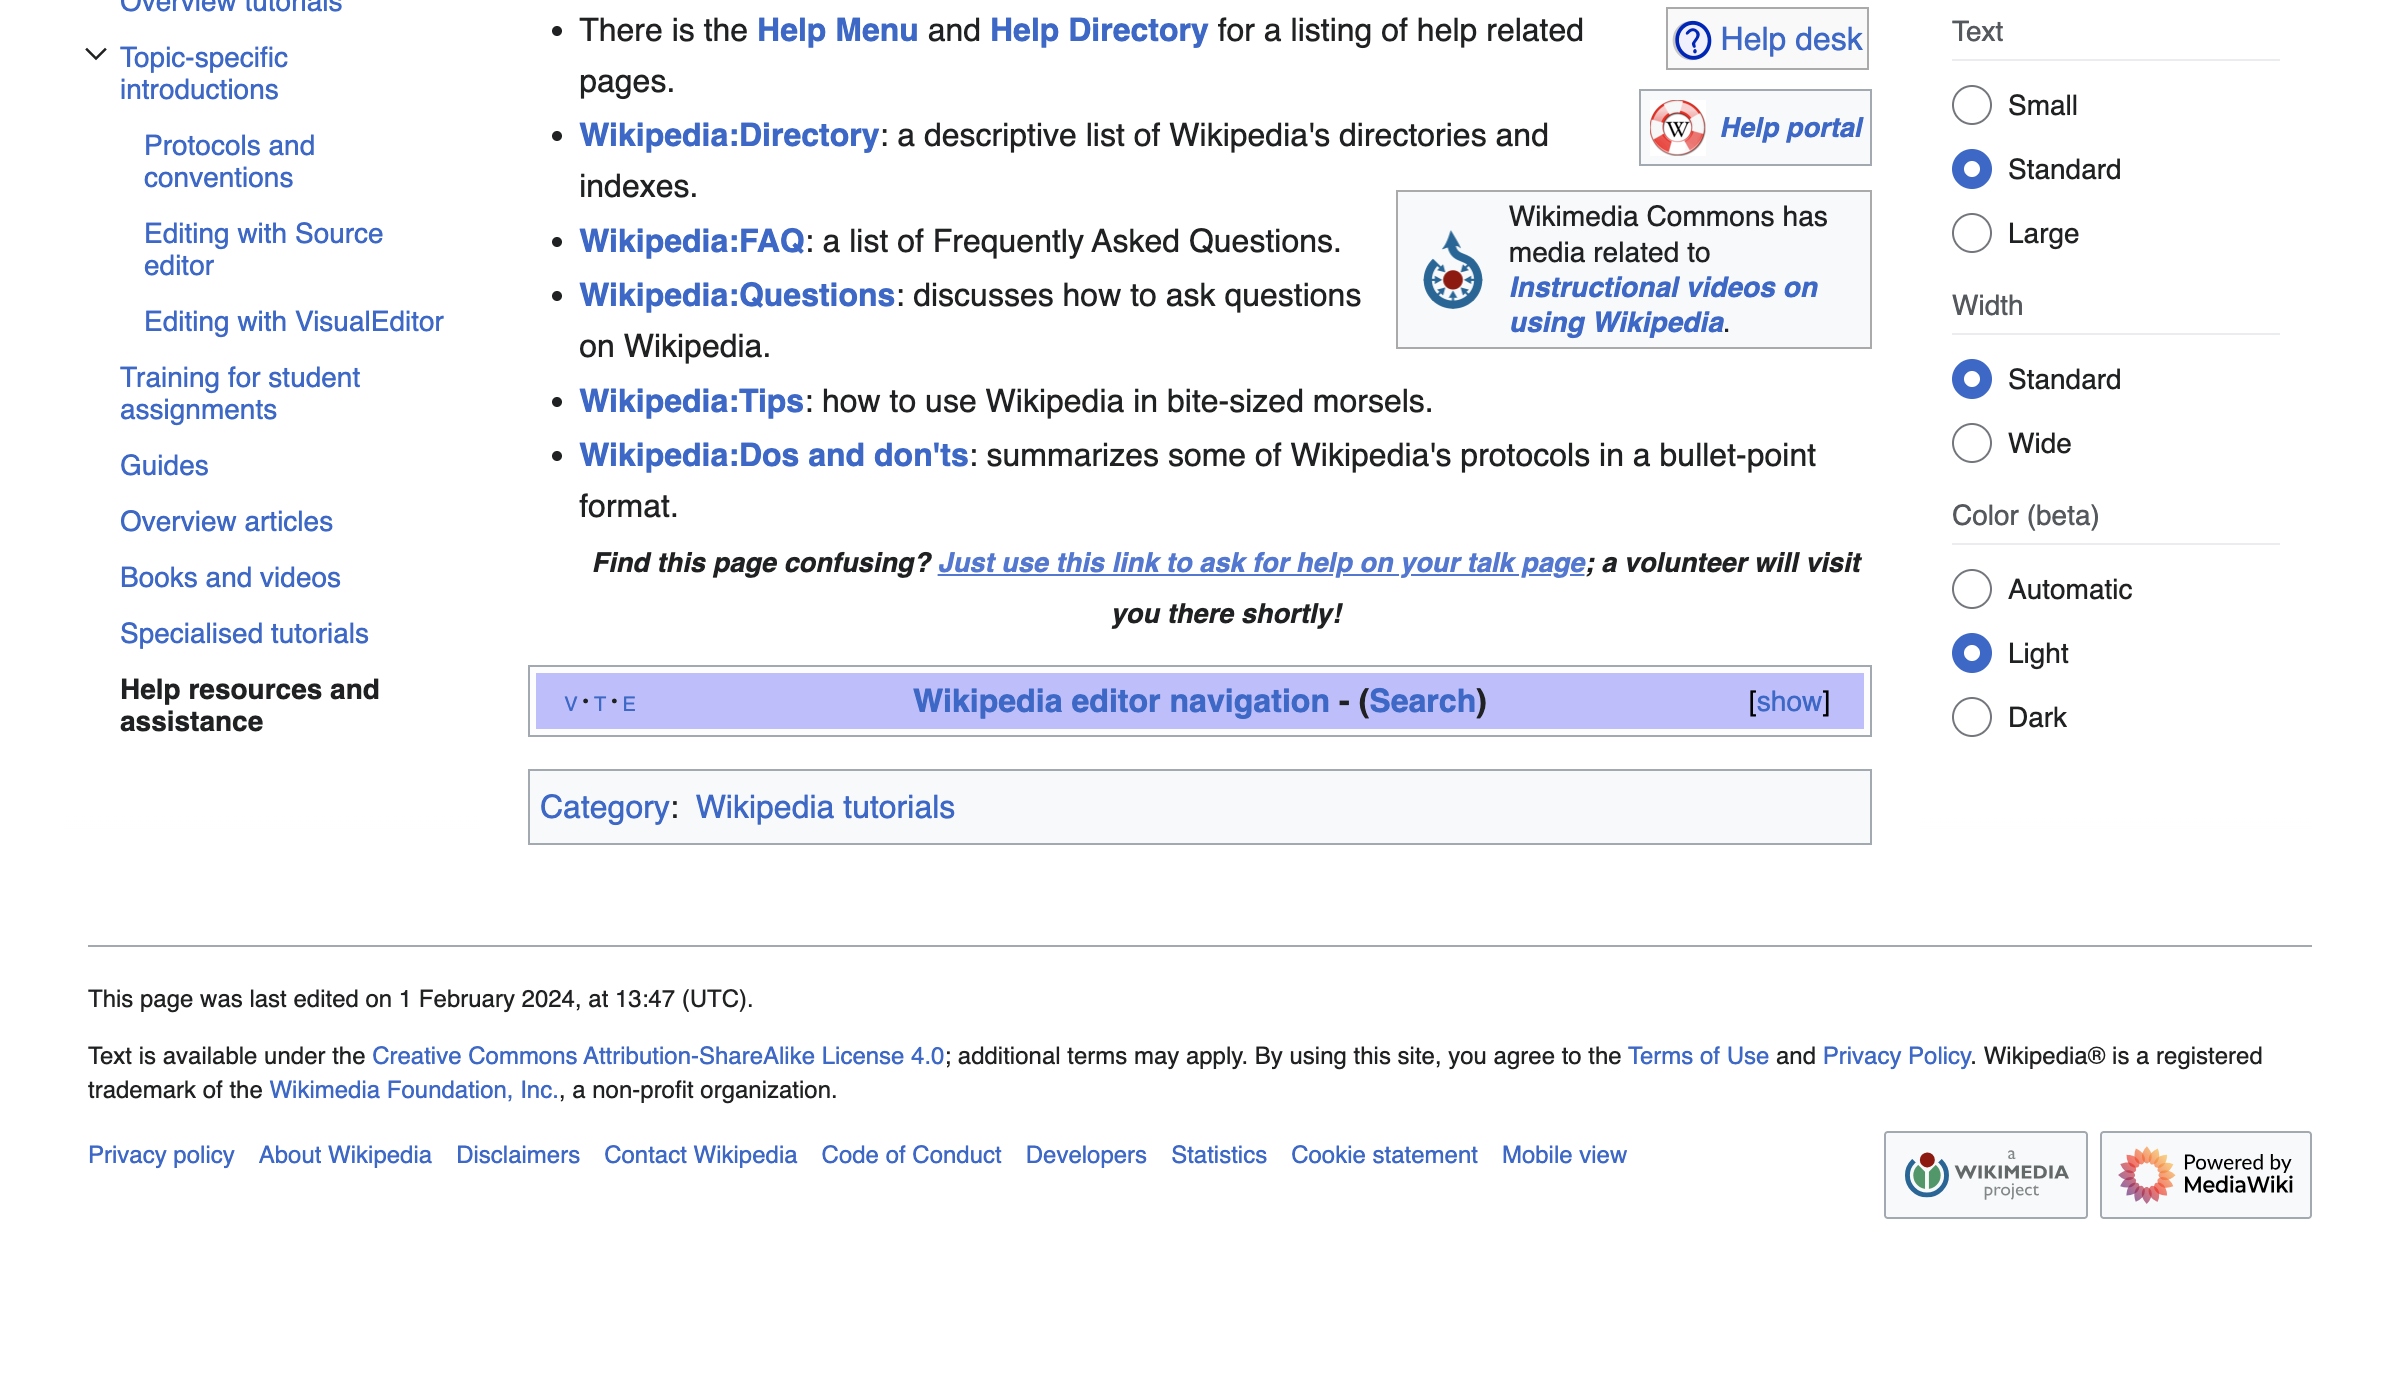 Overview tutorials
Topic-specific
introductions
Protocols and
conventions
Editing with Source
editor
Editing with VisualEditor
Training for student
assignments
Guides
Overview articles
Books and videos
Specialised tutorials
Help resources and
assistance
• There is the Help Menu and Help Directory for a listing of help related
pages.
• Wikipedia:Directory: a descriptive list of Wikipedia's directories and
indexes.
• Wikipedia:FAQ: a list of Frequently Asked Questions.
• Wikipedia:Questions: discusses how to ask questions
on Wikipedia.
• Wikipedia:Tips: how to use Wikipedia in bite-sized morsels.
• Wikipedia:Dos and don'ts: summarizes some of Wikipedia's protocols in a bullet-point
format.
Help desk
W Help portal
Wikimedia Commons has
media related to
Instructional videos on
using Wikipedia.
Find this page confusing? Just use this link to ask for help on your talk page; a volunteer will visit
you there shortly!
V · T · E Wikipedia editor navigation - (Search) [show]
Category: Wikipedia tutorials
Text
Small
Standard
Large
Width
Standard
Wide
Color (beta)
Automatic
Light
Dark
This page was last edited on 1 February 2024, at 13:47 (UTC).
Text is available under the Creative Commons Attribution-ShareAlike License 4.0; additional terms may apply. By using this site, you agree to the Terms of Use and Privacy Policy. Wikipedia® is a registered
trademark of the Wikimedia Foundation, Inc., a non-profit organization.
Privacy policy About Wikipedia Disclaimers Contact Wikipedia Code of Conduct Developers Statistics Cookie statement Mobile view
a
WIKIMEDIA
project
Powered by
MediaWiki